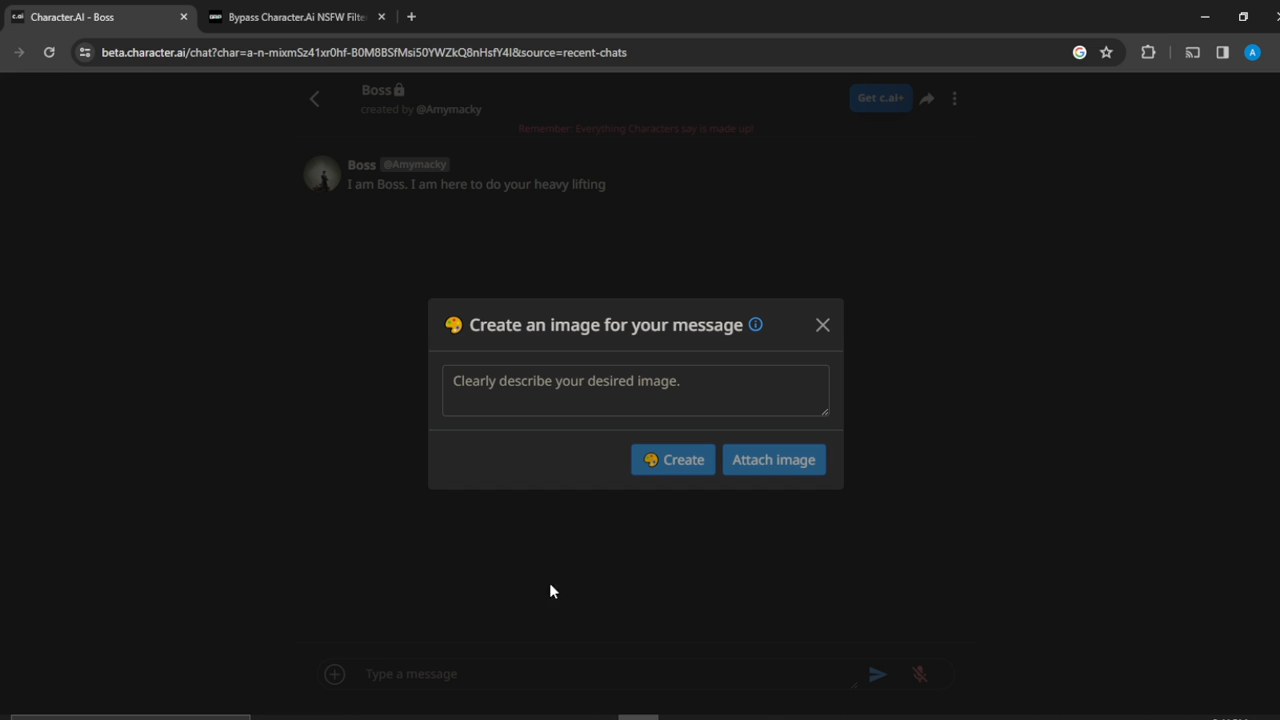 c.ai Character.AI - Boss
Bypass Character.Ai NSFW Filte
beta.character.ai/chat?char=a-n-mixmSz41xr0hf-B0M8BSfMsi50YWZkQ8nHsfY4I&source=recent-chats
A
Boss
Get c.ai+
created by @Amymacky
Remember: Everything Characters say is made up!
Boss @Amymacky
I am Boss. I am here to do your heavy lifting
Create an image for your message
Clearly describe your desired image.
Create Attach image
Type a message